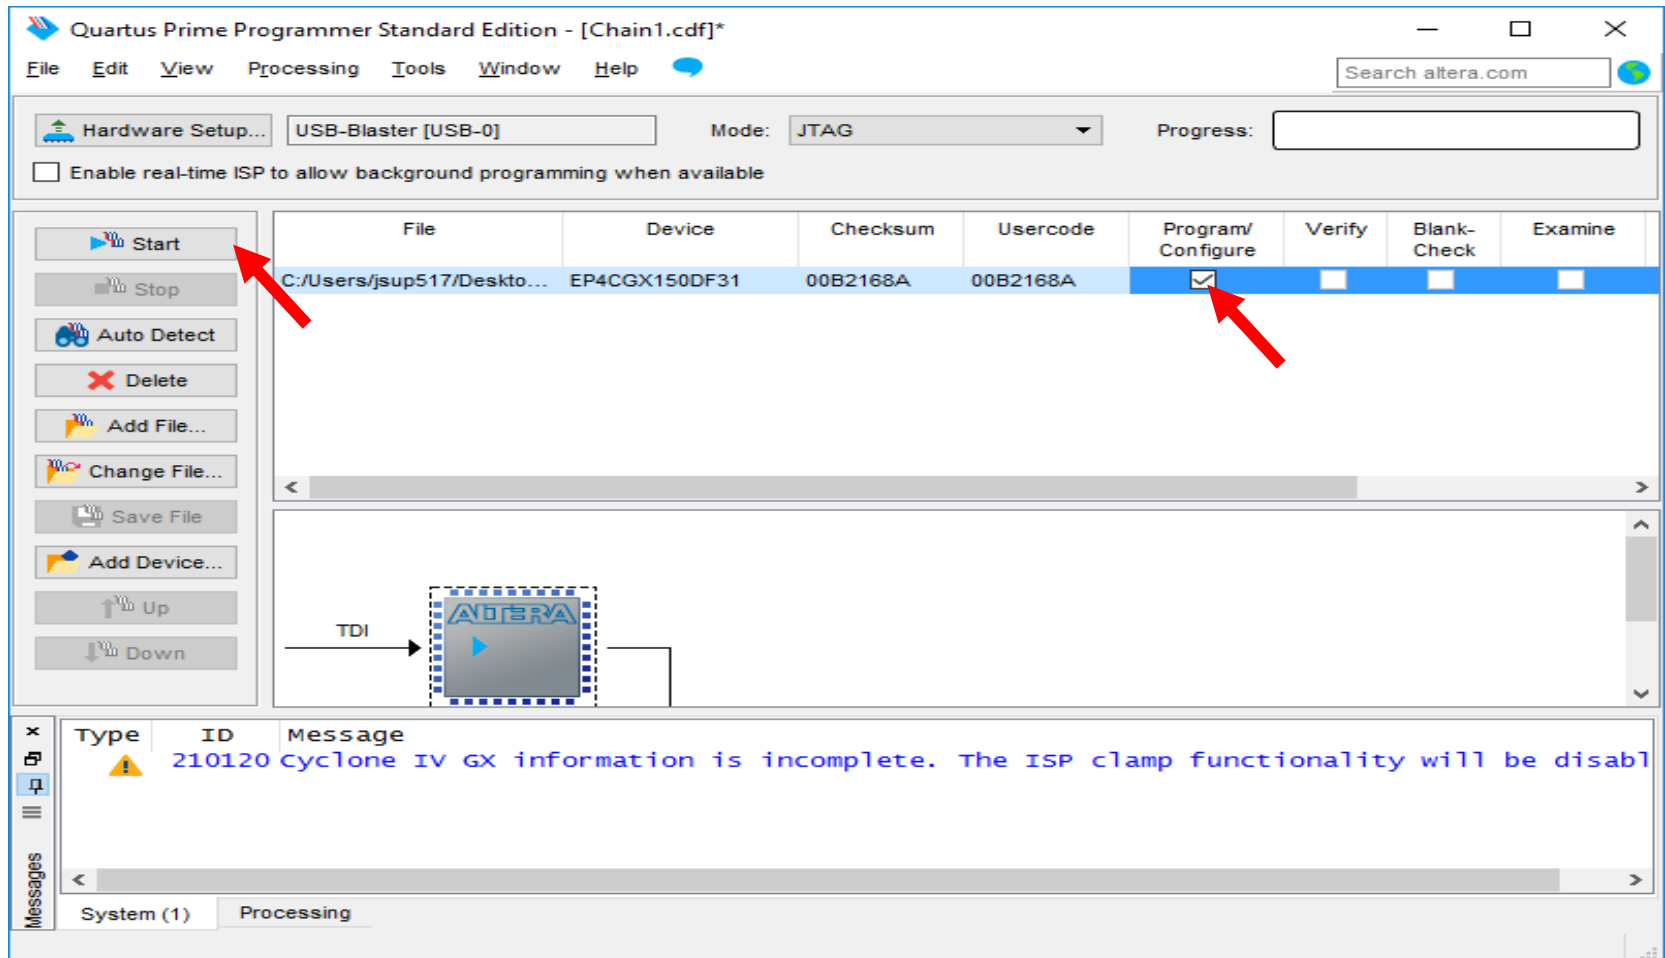 Quartus Prime Programmer Standard Edition - [Chain1.cdf]*
File Edit View Processing Tools Window Help
Search altera.com
Hardware Setup... USB-Blaster [USB-0] Mode: JTAG Progress:
Enable real-time ISP to allow background programming when available
Start
Stop
Auto Detect
Delete
Add File...
Change File...
Save File
Add Device...
Up
Down
File Device Checksum Usercode Program/ Verify Blank- Examine
Configure Check
C:/Users/jsup517/Deskto... EP4CGX150DF31 00B2168A 00B2168A
ALTERA
TDI
Type ID Message
210120 Cyclone IV GX information is incomplete. The ISP clamp functionality will be disabl
Messages
System (1) Processing